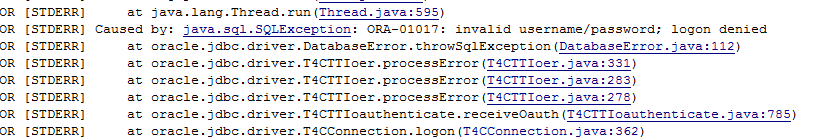 OR [STDERR]     at java.lang.Thread.run(Thread.java:595)
OR [STDERR] Caused by: java.sql.SQLException: ORA-01017: invalid username/password; logon denied
OR [STDERR]     at oracle.jdbc.driver.DatabaseError.throwSqlException(DatabaseError.java:112)
OR [STDERR]     at oracle.jdbc.driver.T4CTTIoer.processError(T4CTTIoer.java:331)
OR [STDERR]     at oracle.jdbc.driver.T4CTTIoer.processError(T4CTTIoer.java:283)
OR [STDERR]     at oracle.jdbc.driver.T4CTTIoer.processError(T4CTTIoer.java:278)
OR [STDERR]     at oracle.jdbc.driver.T4CTTIoauthenticate.receiveOauth(T4CTTIoauthenticate.java:785)
OR [STDERR]     at oracle.jdbc.driver.T4CConnection.logon(T4CConnection.java:362)